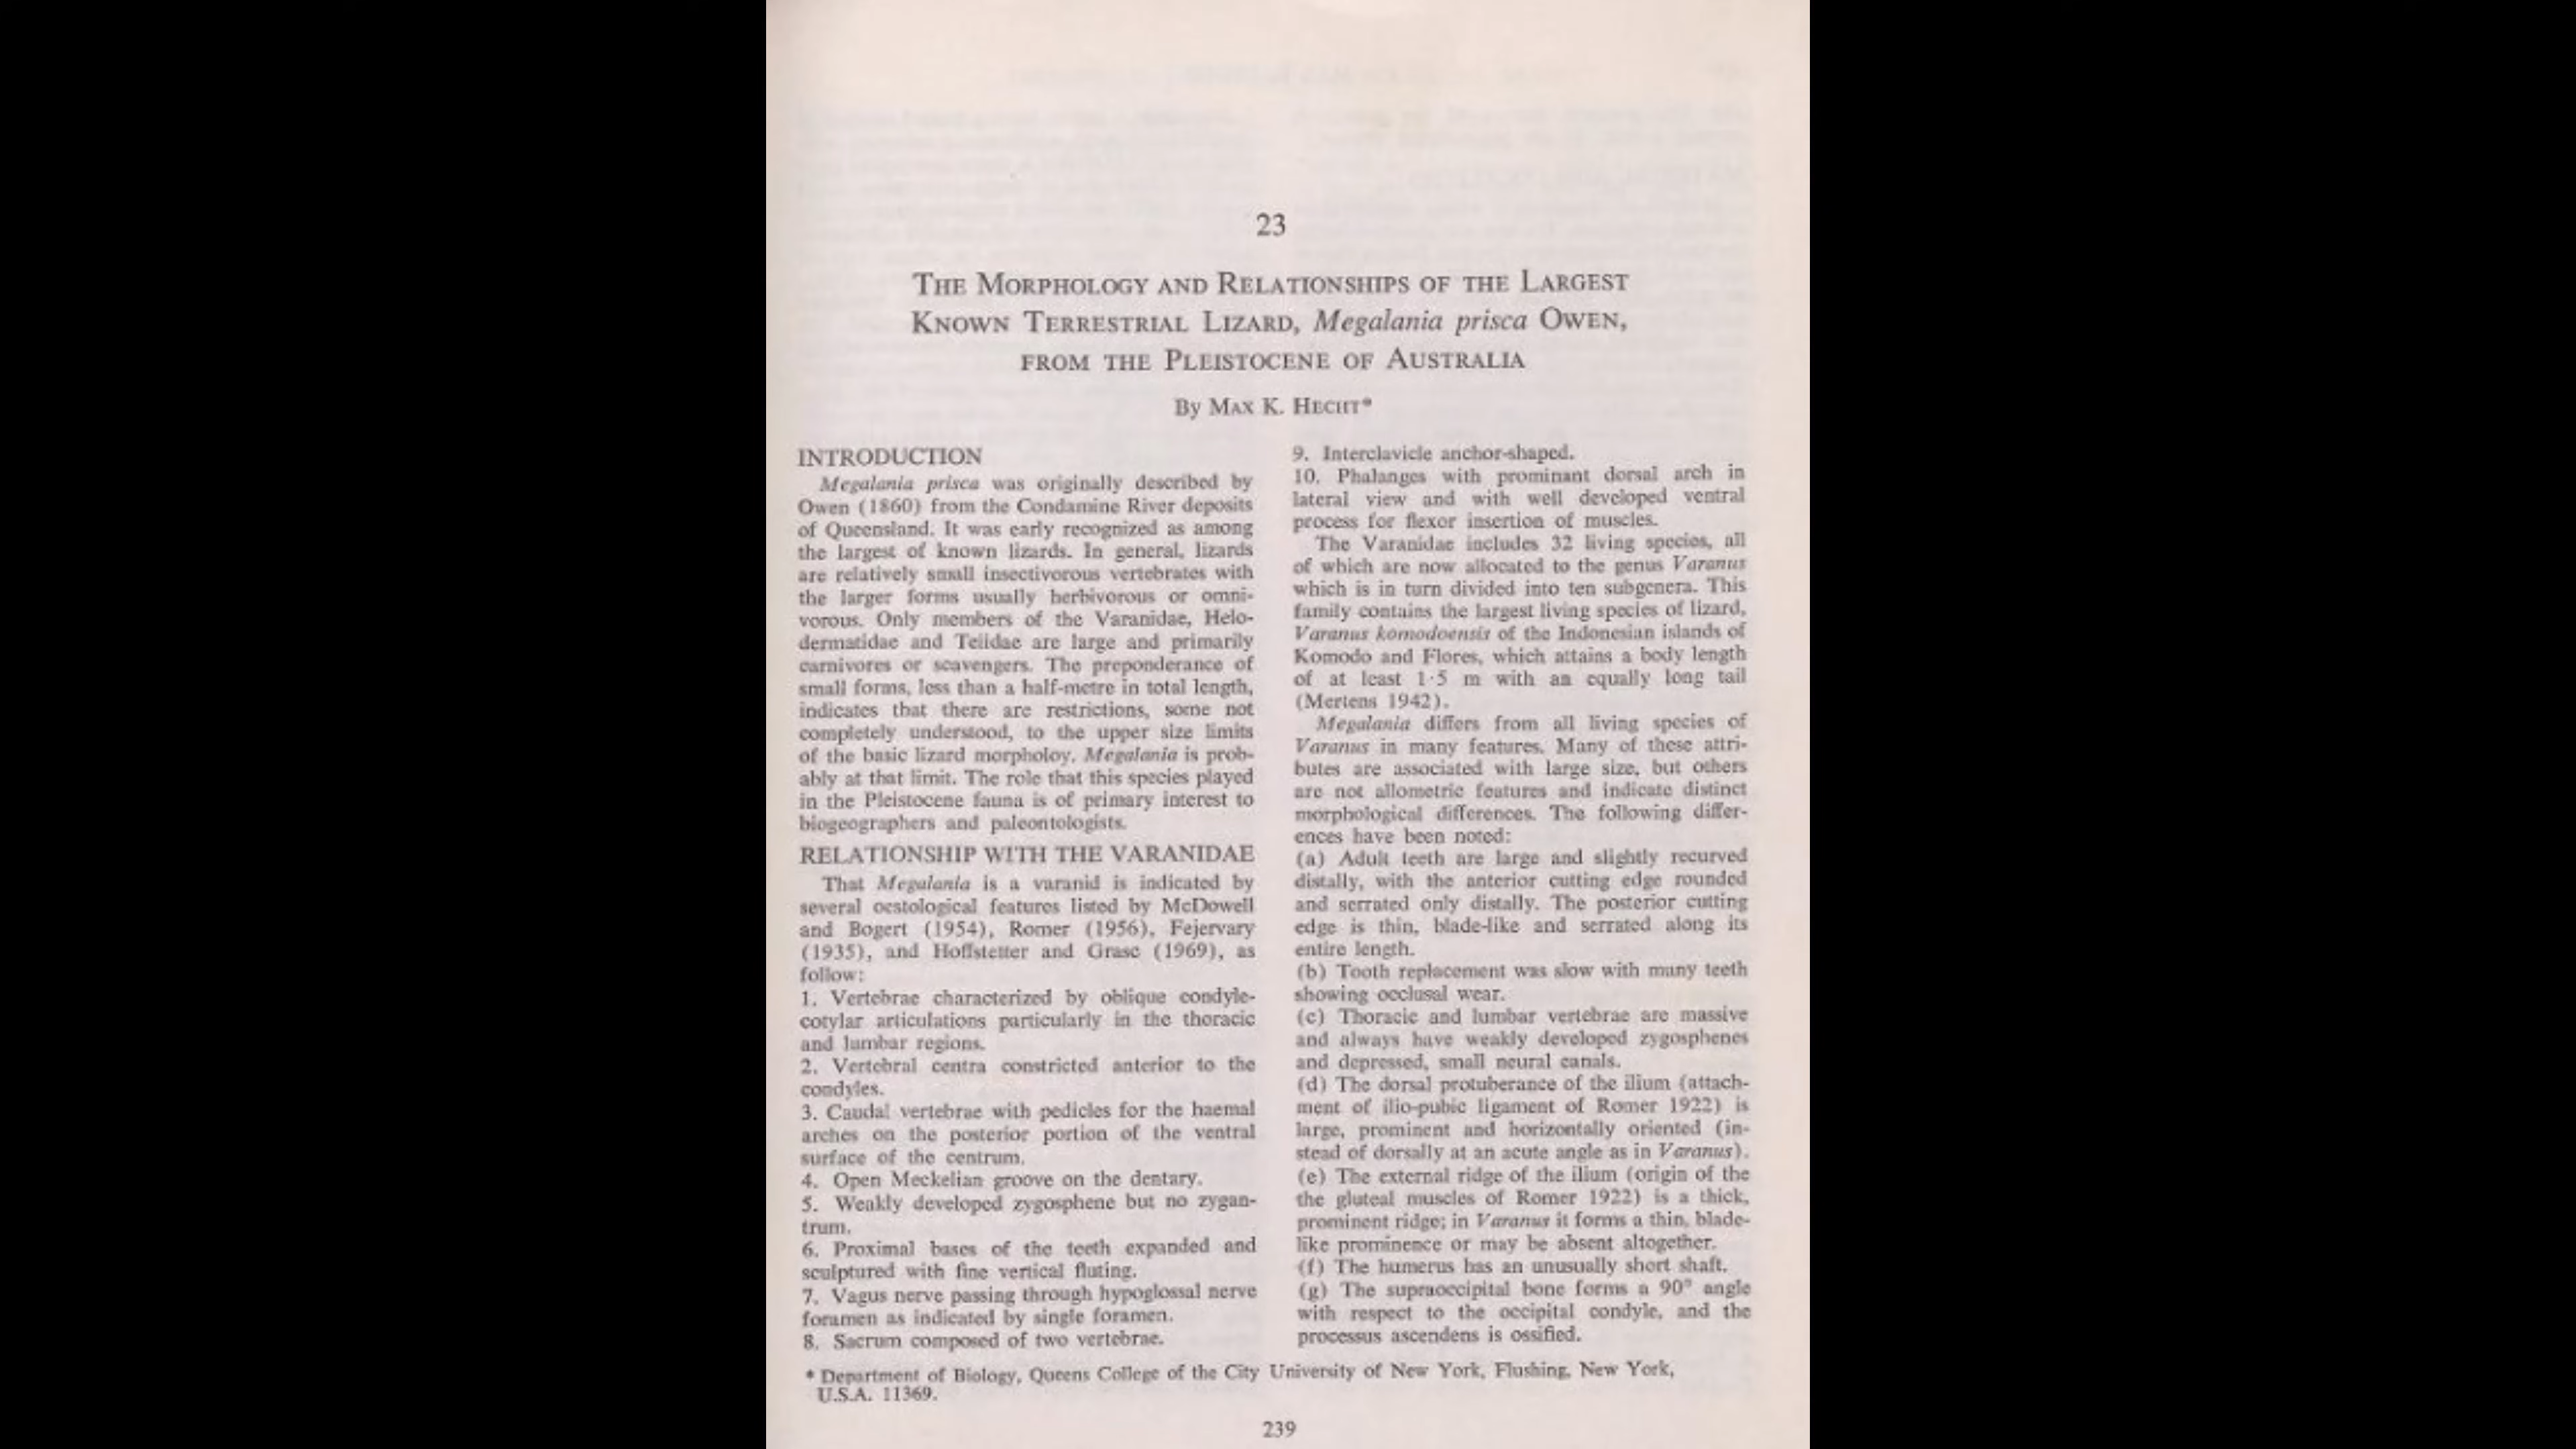 23
THE MORPHOLOGY AND RELATIONSHIPS OF THE LARGEST
KNOWN TERRESTRIAL LIZARD, Megalania prisca OWEN,
FROM THE PLEISTOCENE OF AUSTRALIA
By MAX K. HECHT*
INTRODUCTION
Megalania prisca was originally described by
Owen (1860) from the Condamine River deposits
of Queensland. It was early recognized as among
the largest of known lizards. In general, lizards
are relatively small insectivorous vertebrates with
the larger forms usually herbivorous or omni-
vorous. Only members of the Varanidae, Helo-
dermatidae and Teiidae are large and primarily
carnivores or scavengers. The preponderance of
small forms, less than a half-metre in total length,
indicates that there are restrictions, some not
completely understood, to the upper size limits
of the basic lizard morpholoy. Megalania is prob-
ably at that limit. The role that this species played
in the Pleistocene fauna is of primary interest to
biogeographers and paleontologists.
RELATIONSHIP WITH THE VARANIDAE
That Megalania is a varanid is indicated by
several oestological features listed by McDowell
and Bogert (1954), Romer (1956), Fejervary
(1935), and Hoffstetter and Grasc (1969), as
follow:
1. Vertebrae characterized by oblique condyle-
cotylar articulations particularly in the thoracic
and lumbar regions.
2. Vertebral centra constricted anterior to the
condyles.
3. Caudal vertebrae with pedicles for the haemal
arches on the posterior portion of the ventral
surface of the centrum.
4. Open Meckelian groove on the dentary.
5. Weakly developed zygosphene but no zygan-
trum.
6. Proximal bases of the teeth expanded and
sculptured with fine vertical fluting.
7. Vagus nerve passing through hypoglossal nerve
foramen as indicated by single foramen.
8. Sacrum composed of two vertebrae.
9. Interclavicle anchor-shaped.
10. Phalanges with prominant dorsal arch in
lateral view and with well developed ventral
process for flexor insertion of muscles.
The Varanidae includes 32 living species, all
of which are now allocated to the genus Varanus
which is in turn divided into ten subgenera. This
family contains the largest living species of lizard,
Varanus komodoensis of the Indonesian islands of
Komodo and Flores, which attains a body length
of at least 1·5 m with an equally long tail
(Mertens 1942).
Megalania differs from all living species of
Varanus in many features. Many of these attri-
butes are associated with large size, but others
are not allometric features and indicate distinct
morphological differences. The following differ-
ences have been noted:
(a) Adult teeth are large and slightly recurved
distally, with the anterior cutting edge rounded
and serrated only distally. The posterior cutting
edge is thin, blade-like and serrated along its
entire length.
(b) Tooth replacement was slow with many teeth
showing occlusal wear.
(c) Thoracic and lumbar vertebrae are massive
and always have weakly developed zygosphenes
and depressed, small neural canals.
(d) The dorsal protuberance of the ilium (attach-
ment of ilio-pubic ligament of Romer 1922) is
large, prominent and horizontally oriented (in-
stead of dorsally at an acute angle as in Varanus).
(e) The external ridge of the ilium (origin of the
the gluteal muscles of Romer 1922) is a thick,
prominent ridge; in Varanus it forms a thin, blade-
like prominence or may be absent altogether.
(f) The humerus has an unusually short shaft.
(g) The supraoccipital bone forms a 90° angle
with respect to the occipital condyle, and the
processus ascendens is ossified.
* Department of Biology, Queens College of the City University of New York, Flushing, New York,
U.S.A. 11369.
239